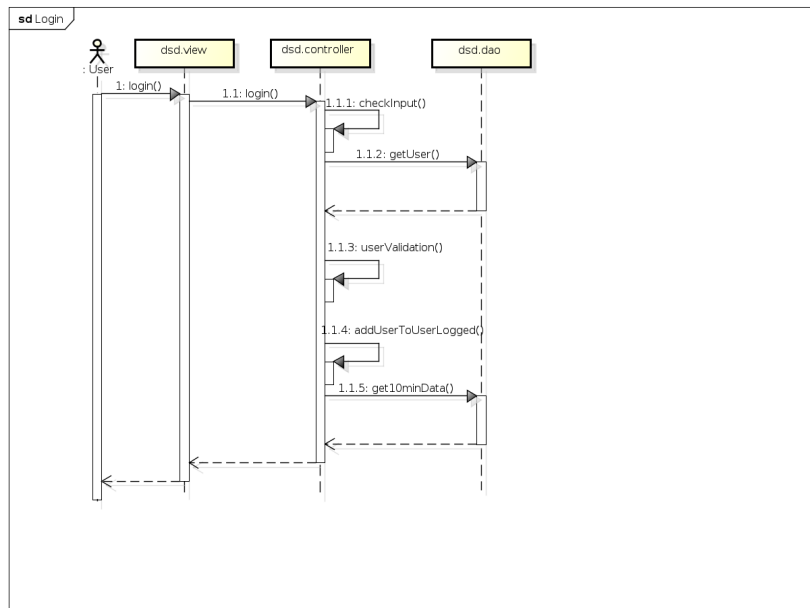 sd Login
dsd.view
dsd.controller
dsd.dao
: User
1: login()
1.1: login()
1.1.1: checkInput()
1.1.2: getUser()
1.1.3: userValidation()
1.1.4: addUserToUserLogged()
1.1.5: get10minData()